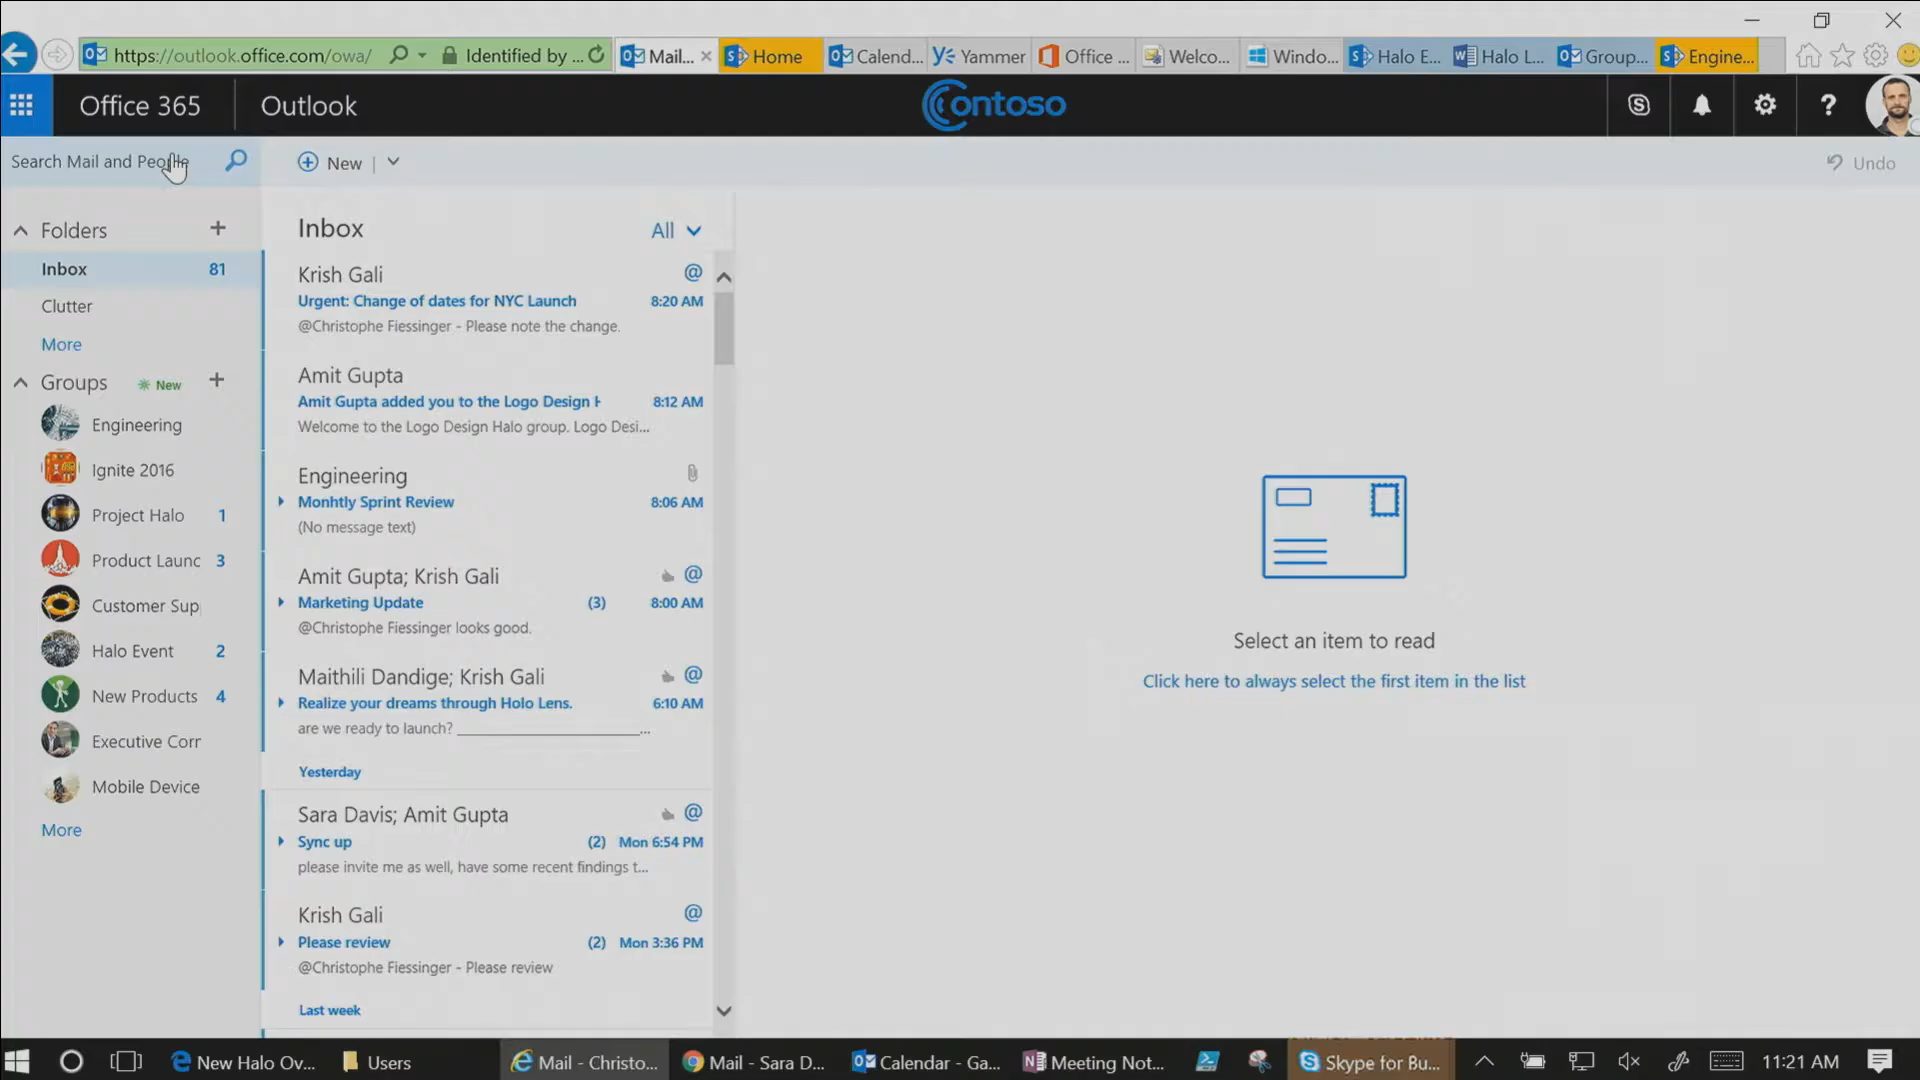 https://outlook.office.com/owa/
Identified by ...
Mail...
Home
Calend...
Yammer
Office ...
Welco...
Windo...
Halo E...
Halo L...
Group...
Engine...
Office 365
Outlook
Contoso
Search Mail and People
New
Undo
Folders
Inbox 81
Clutter
More
Groups New
Engineering
Ignite 2016
Project Halo 1
Product Launc 3
Customer Sup
Halo Event 2
New Products 4
Executive Corr
Mobile Device
More
Inbox
All
Krish Gali
Urgent: Change of dates for NYC Launch 8:20 AM
@Christophe Fiessinger - Please note the change.
Amit Gupta
Amit Gupta added you to the Logo Design H 8:12 AM
Welcome to the Logo Design Halo group. Logo Desi...
Engineering
Monhtly Sprint Review 8:06 AM
(No message text)
Amit Gupta; Krish Gali
Marketing Update (3) 8:00 AM
@Christophe Fiessinger looks good.
Maithili Dandige; Krish Gali
Realize your dreams through Holo Lens. 6:10 AM
are we ready to launch? ________________________...
Yesterday
Sara Davis; Amit Gupta
Sync up (2) Mon 6:54 PM
please invite me as well, have some recent findings t...
Krish Gali
Please review (2) Mon 3:36 PM
@Christophe Fiessinger - Please review
Last week
Select an item to read
Click here to always select the first item in the list
New Halo Ov...
Users
Mail - Christo...
Mail - Sara D...
Calendar - Ga...
Meeting Not...
Skype for Bu...
11:21 AM